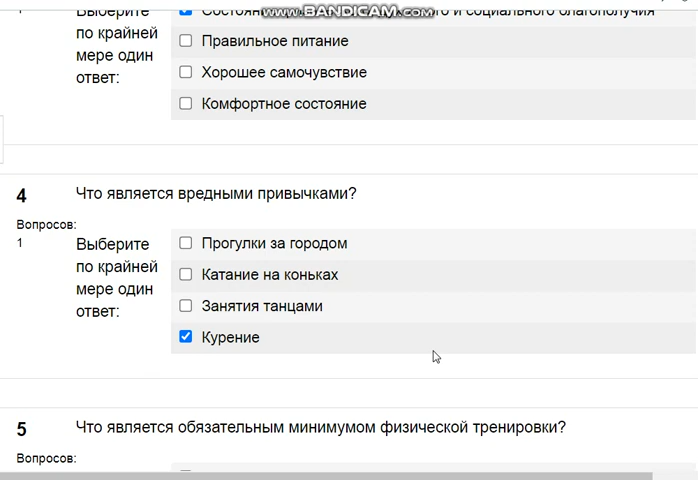 www.BANDICAM.com
и социального благополучия
Выберите
по крайней
мере один
ответ:
Правильное питание
Хорошее самочувствие
Комфортное состояние
4
Что является вредными привычками?
Вопросов:
1
Выберите
по крайней
мере один
ответ:
Прогулки за городом
Катание на коньках
Занятия танцами
Курение
5
Что является обязательным минимумом физической тренировки?
Вопросов: